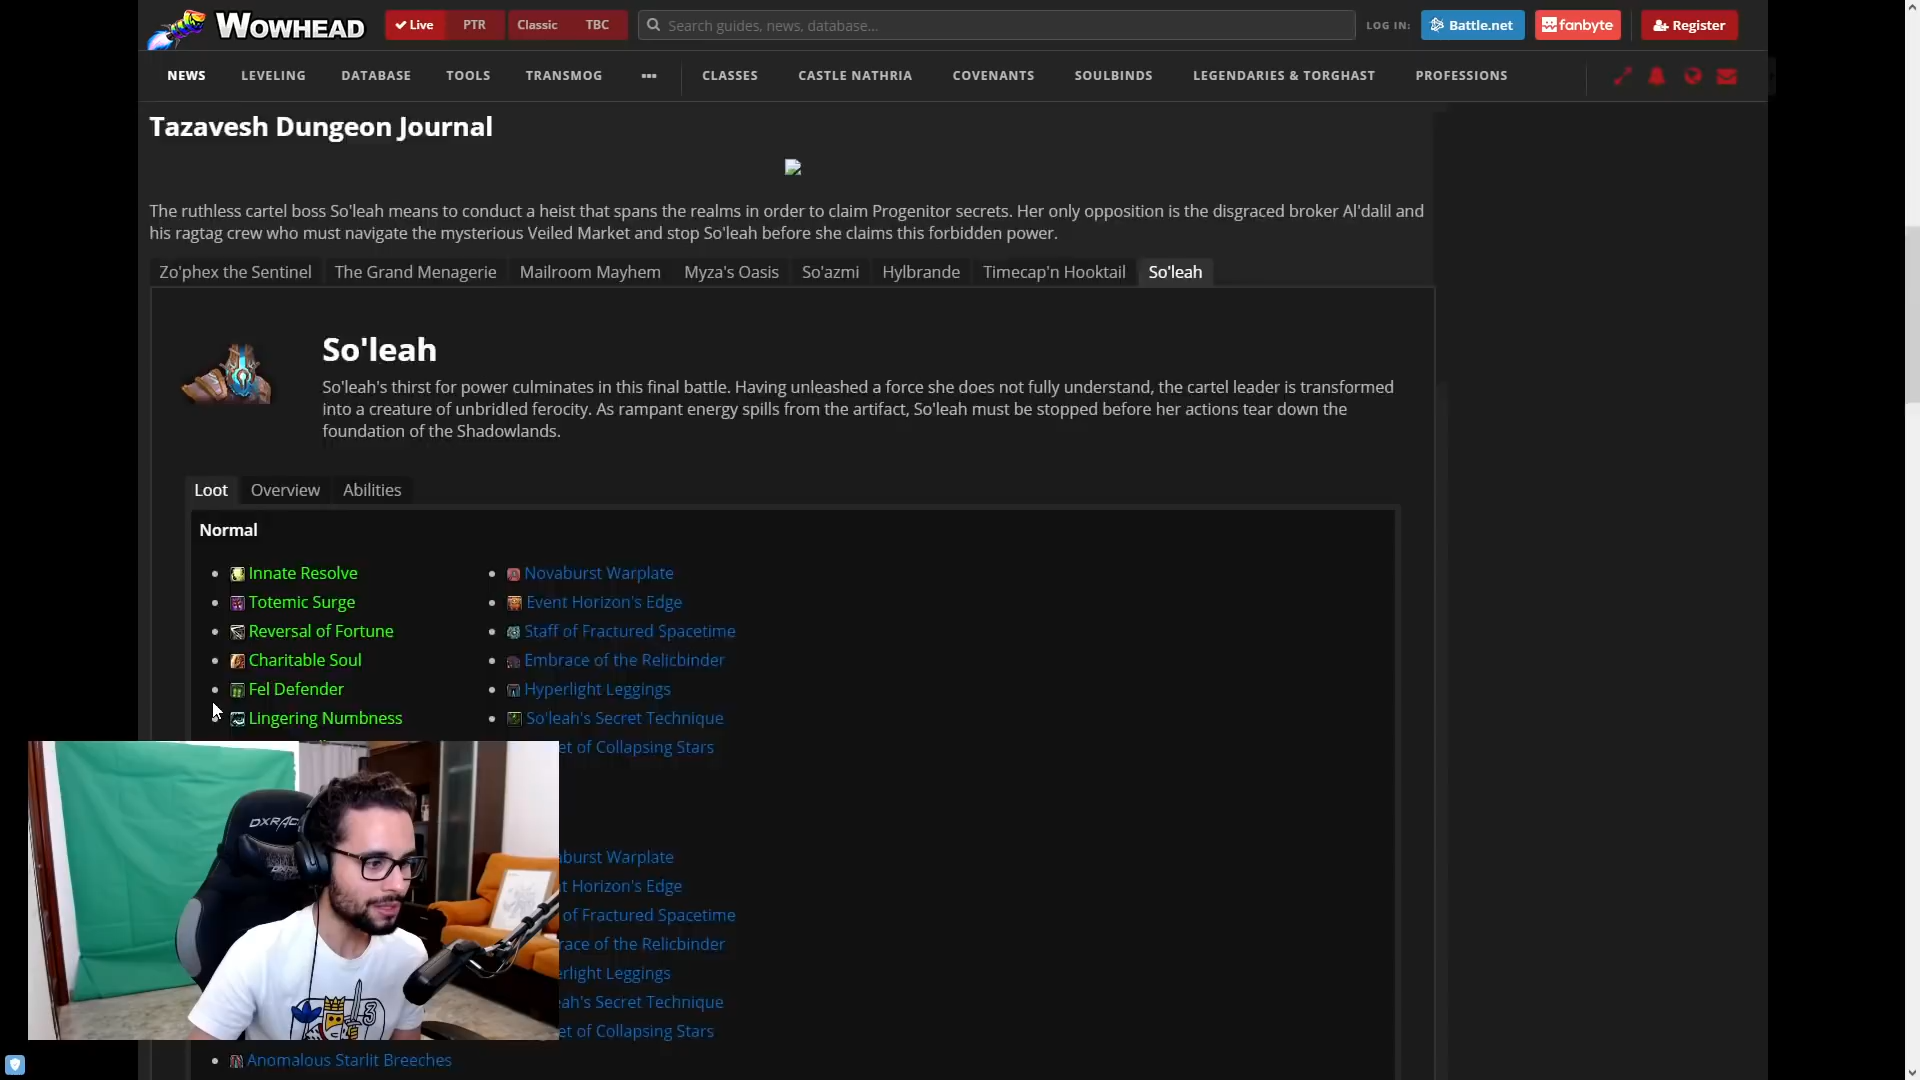 WOWHEAD
Live PTR Classic TBC
Search guides, news, database...
LOG IN: Battle.net fanbyte Register
NEWS LEVELING DATABASE TOOLS TRANSMOG ••• CLASSES CASTLE NATHRIA COVENANTS SOULBINDS LEGENDARIES & TORGHAST PROFESSIONS
Tazavesh Dungeon Journal
The ruthless cartel boss So'leah means to conduct a heist that spans the realms in order to claim Progenitor secrets. Her only opposition is the disgraced broker Al'dalil and
his ragtag crew who must navigate the mysterious Veiled Market and stop So'leah before she claims this forbidden power.
Zo'phex the Sentinel The Grand Menagerie Mailroom Mayhem Myza's Oasis So'azmi Hylbrande Timecap'n Hooktail So'leah
So'leah
So'leah's thirst for power culminates in this final battle. Having unleashed a force she does not fully understand, the cartel leader is transformed
into a creature of unbridled ferocity. As rampant energy spills from the artifact, So'leah must be stopped before her actions tear down the
foundation of the Shadowlands.
Loot Overview Abilities
Normal
Innate Resolve
Totemic Surge
Reversal of Fortune
Charitable Soul
Fel Defender
Lingering Numbness
Novaburst Warplate
Event Horizon's Edge
Staff of Fractured Spacetime
Embrace of the Relicbinder
Hyperlight Leggings
So'leah's Secret Technique
of Collapsing Stars
Warplate
Horizon's Edge
of Fractured Spacetime
of the Relicbinder
Leggings
Secret Technique
of Collapsing Stars
Anomalous Starlit Breeches